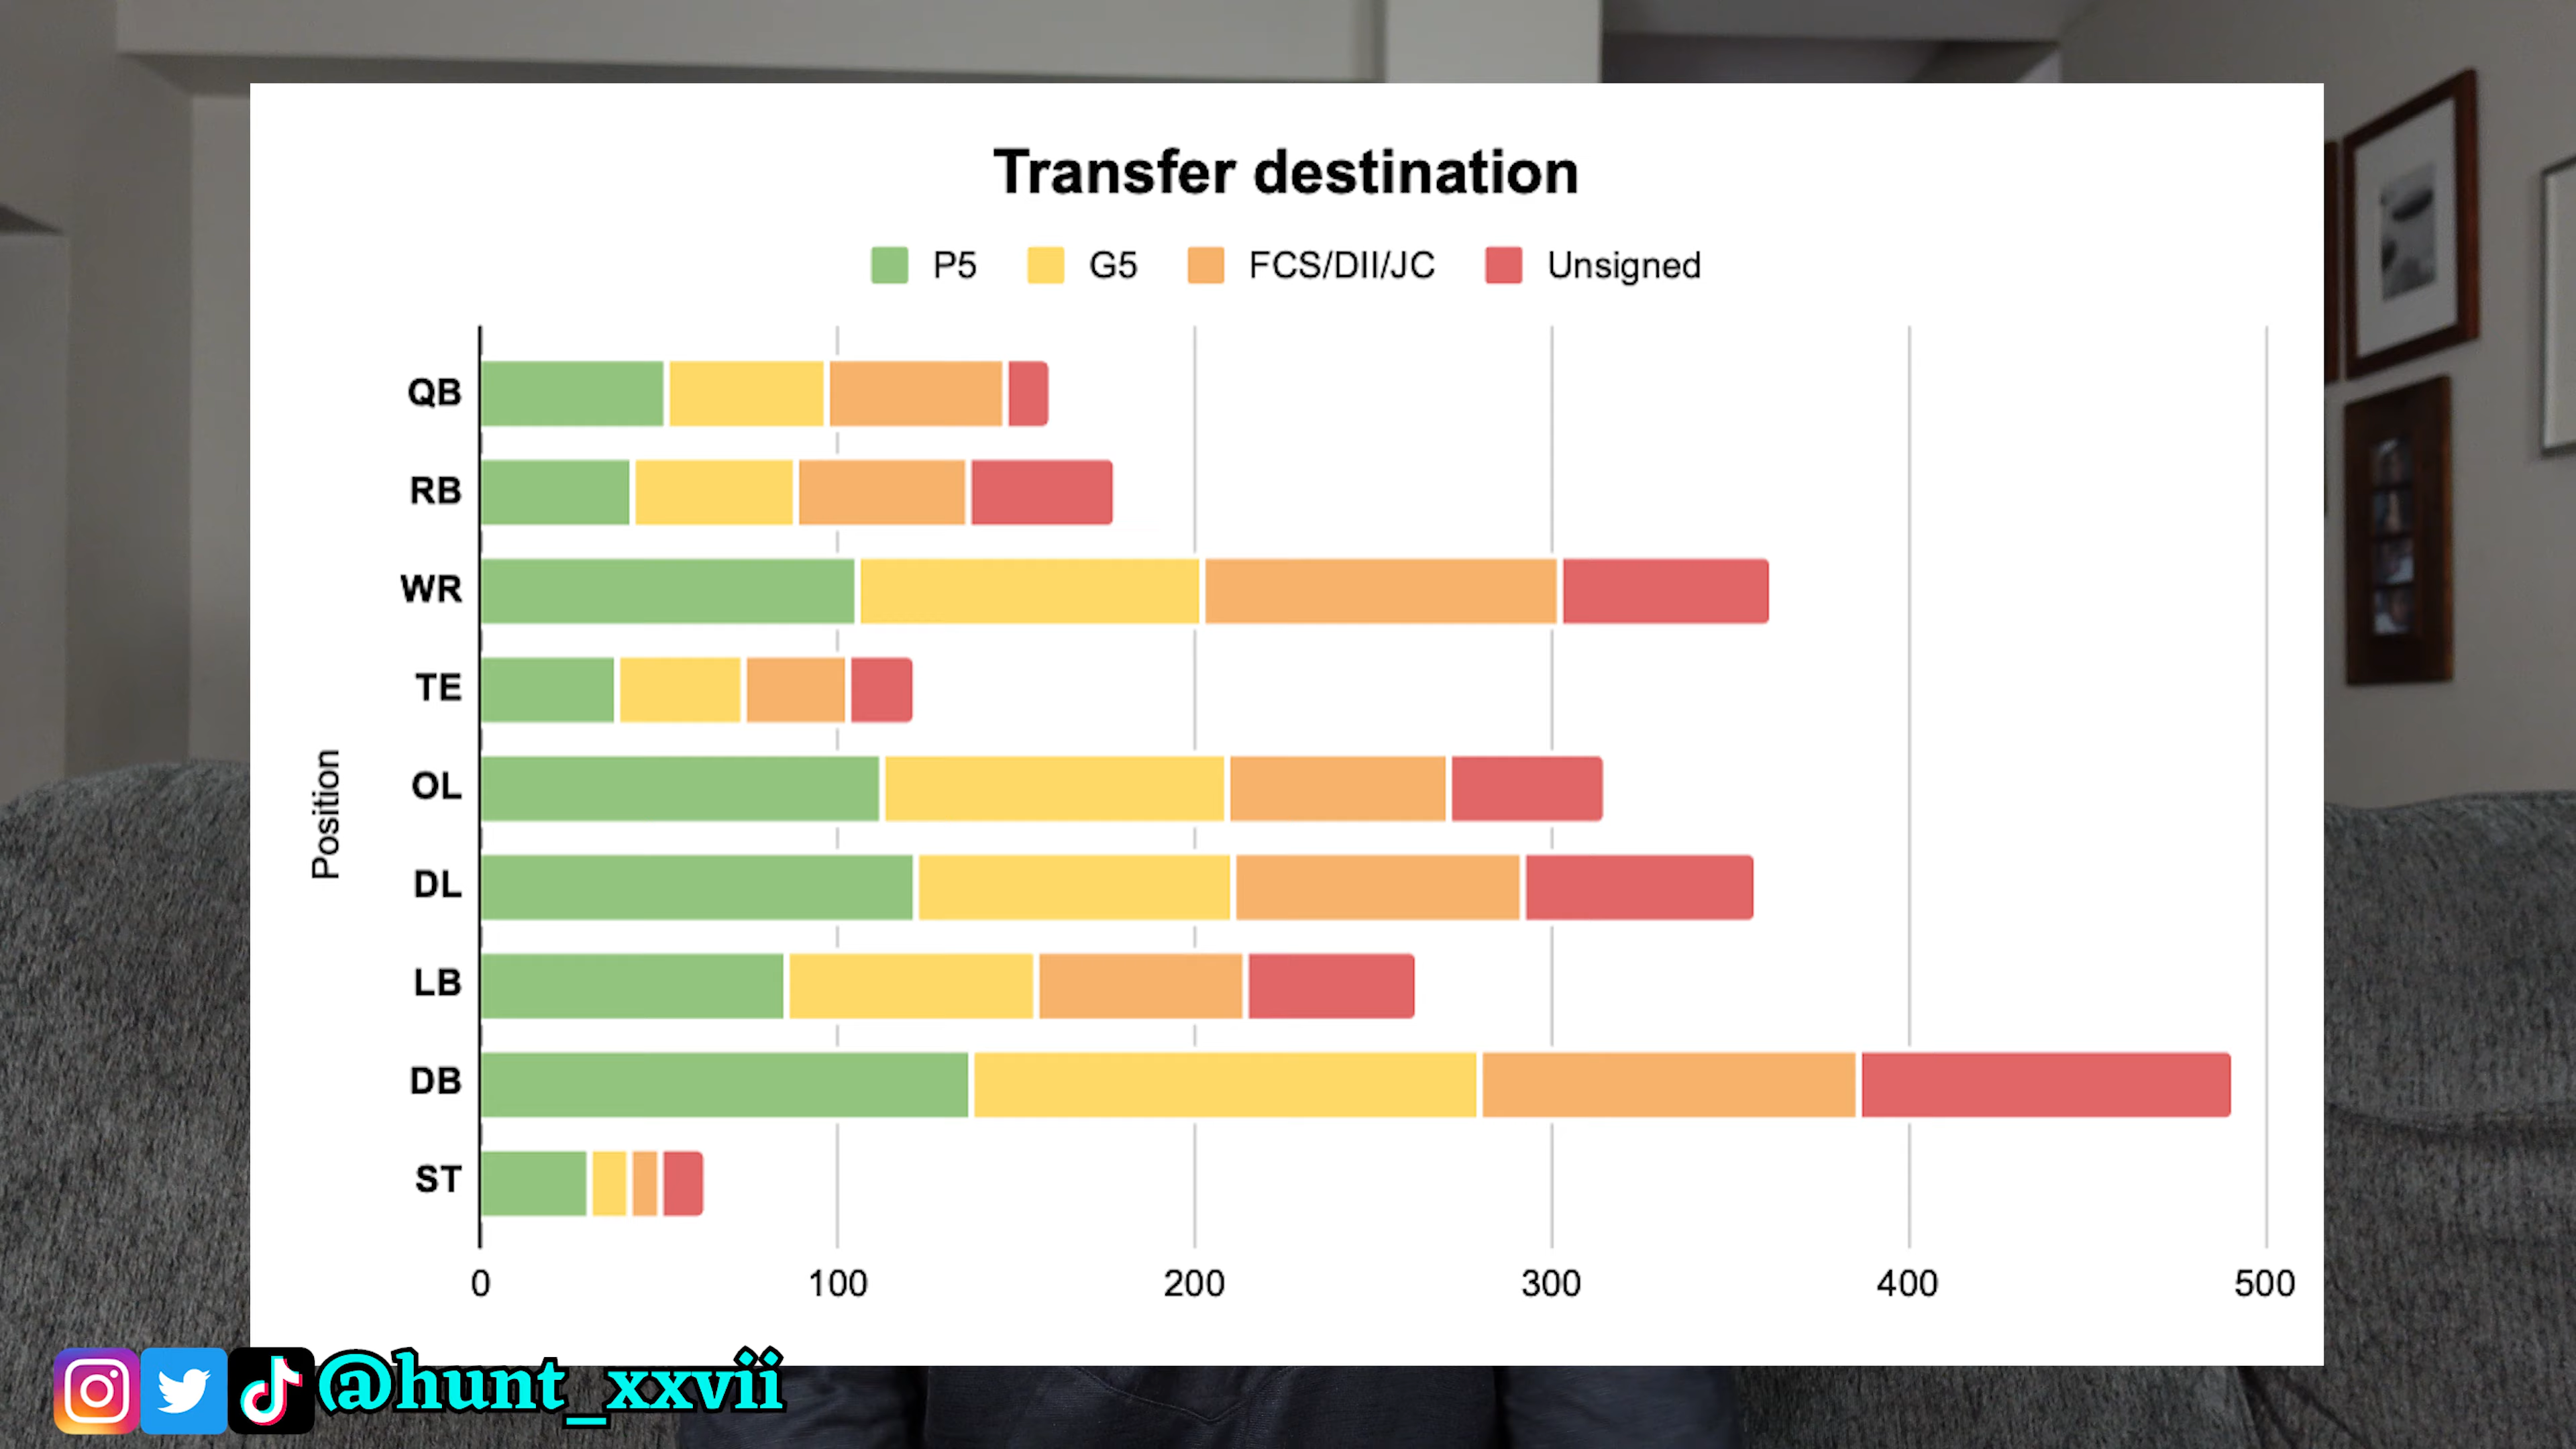 Transfer destination
P5 G5 FCS/DII/JC Unsigned
Position
QB
RB
WR
TE
OL
DL
LB
DB
ST
0 100 200 300 400 500
@hunt_xxvii